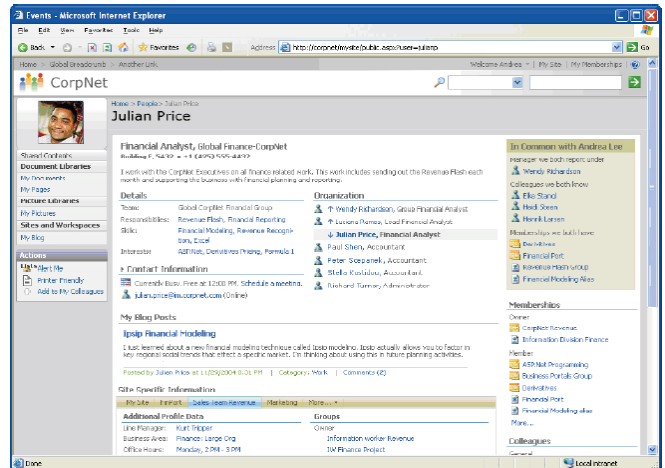 Events - Microsoft Internet Explorer
File Edit View Favorites Tools Help
Back Favorites Address http://corpnet/mysite/public.aspx?user=julianp Go
Home > Global Breadcrumb > Another Link
Welcome Andrea | My Site | My Memberships |
CorpNet
Home > People > Julian Price
Julian Price
Shared Contents
Document Libraries
My Documents
My Pages
Picture Libraries
My Pictures
Sites and Workspaces
My Blog
Actions
Alert Me
Printer Friendly
Add to My Colleagues
Financial Analyst, Global Finance-CorpNet
I work with the CorpNet Executives on all finance related work. This work includes sending out the Revenue Flash each
month and supporting the business with financial planning and reporting.
Details
Team: Global CorpNet Financial Group
Responsibilities: Revenue Flash, Financial Reporting
Skills: Financial Modeling, Revenue Recogni-
tion, Excel
Interests: ASP.Net, Derivitives Pricing, Formula 1
Contact Information
Currently Busy. Free at 12:00 PM. Schedule a meeting.
julian.price@im.corpnet.com (Online)
Organization
Wendy Richardson, Group Financial Analyst
Luciana Ramos, Lead Financial Analyst
Julian Price, Financial Analyst
Paul Shen, Accountant
Peter Scepanek, Accountant
Stella Kostidou, Accountant
Richard Turner, Administrator
My Blog Posts
Ipsip Financial Modeling
I just learned about a new financial modeling technique called Ipsip modeling. Ipsip actually allows you to factor in
key regional social trends that effect a specific market. I'm thinking about using this in future planning activities.
Posted by Julian Price at 11/29/2004 8:01 PM | Category: Work | Comments (2)
Site Specific Information
My Site FinPort Sales Team Revenue Marketing More...
Additional Profile Data
Line Manager: Kurt Tripper
Business Area: Finance: Large Org
Office Hours: Monday, 2 PM - 3 PM
Groups
Owner
Information worker Revenue
IW Finance Project
In Common with Andrea Lee
Manager we both report under
Wendy Richardson
Colleagues we both know
Elke Stangl
Heidi Steen
Henrik Larsen
Memberships we both have
Derivitives
Financial Port
Revenue Flash Group
Financial Modeling Alias
Memberships
Owner
CorpNet Revenue
Information Division Finance
Member
ASP.Net Programming
Business Portals Group
Derivatives
Financial Port
Financial Modeling alias
More...
Colleagues
General
Done Local intranet